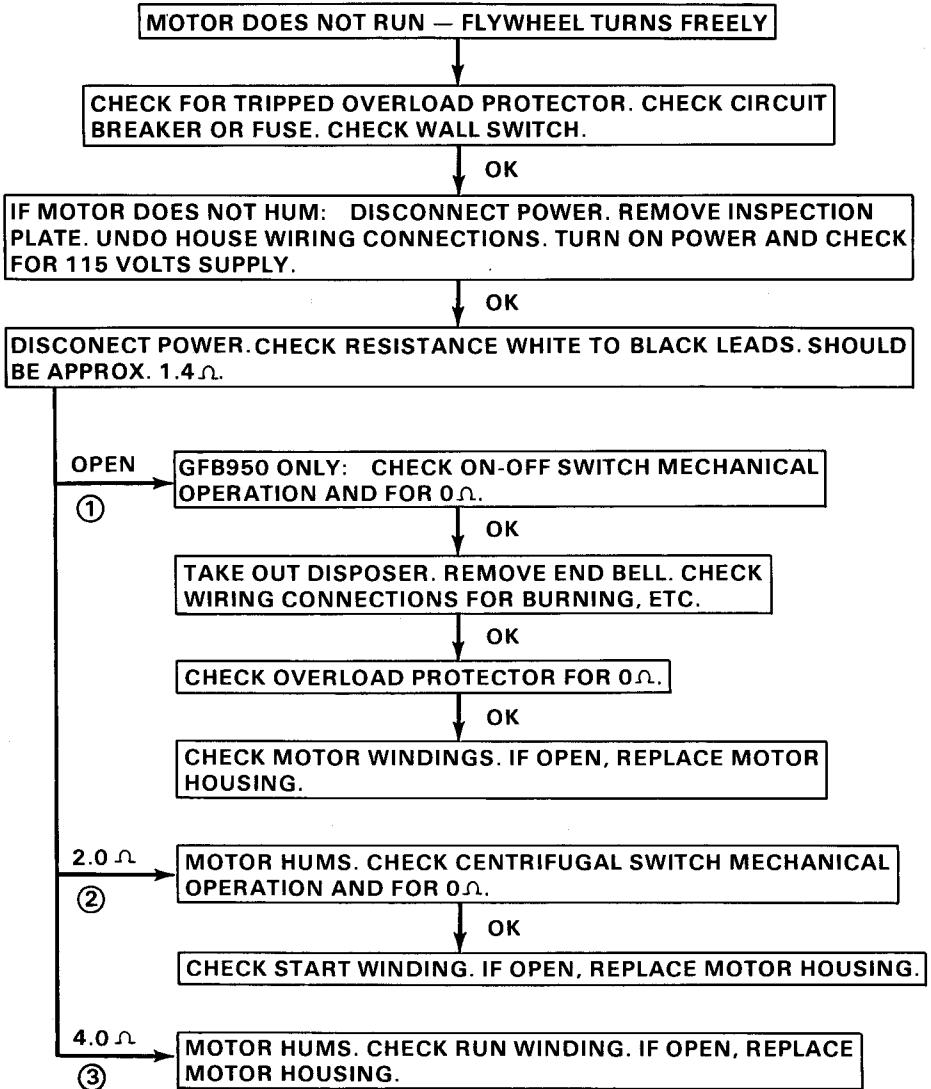 MOTOR DOES NOT RUN — FLYWHEEL TURNS FREELY
CHECK FOR TRIPPED OVERLOAD PROTECTOR. CHECK CIRCUIT
BREAKER OR FUSE. CHECK WALL SWITCH.
OK
IF MOTOR DOES NOT HUM: DISCONNECT POWER. REMOVE INSPECTION
PLATE. UNDO HOUSE WIRING CONNECTIONS. TURN ON POWER AND CHECK
FOR 115 VOLTS SUPPLY.
OK
DISCONECT POWER. CHECK RESISTANCE WHITE TO BLACK LEADS. SHOULD
BE APPROX. 1.4 Ω.
OPEN
①
GFB950 ONLY: CHECK ON-OFF SWITCH MECHANICAL
OPERATION AND FOR 0 Ω.
OK
TAKE OUT DISPOSER. REMOVE END BELL. CHECK
WIRING CONNECTIONS FOR BURNING, ETC.
OK
CHECK OVERLOAD PROTECTOR FOR 0 Ω.
OK
CHECK MOTOR WINDINGS. IF OPEN, REPLACE MOTOR
HOUSING.
2.0 Ω
②
MOTOR HUMS. CHECK CENTRIFUGAL SWITCH MECHANICAL
OPERATION AND FOR 0 Ω.
OK
CHECK START WINDING. IF OPEN, REPLACE MOTOR HOUSING.
4.0 Ω
③
MOTOR HUMS. CHECK RUN WINDING. IF OPEN, REPLACE
MOTOR HOUSING.